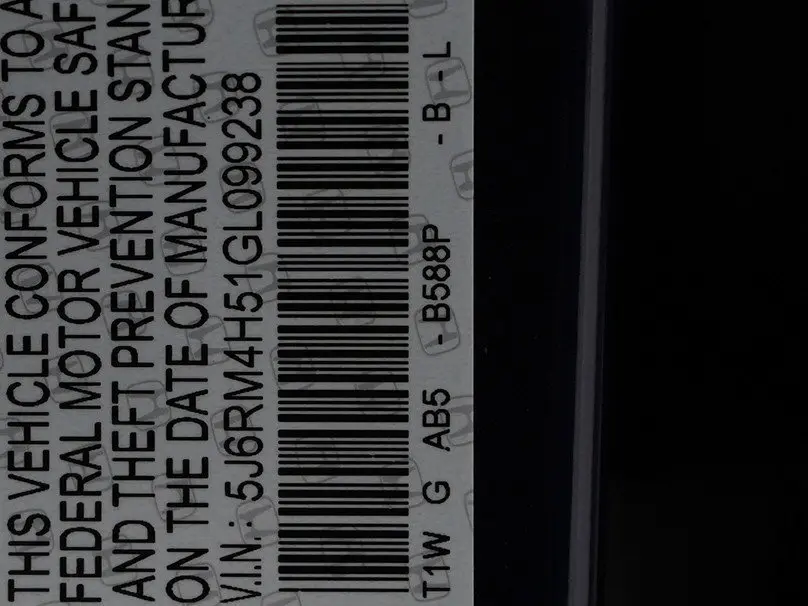 THIS VEHICLE CONFORMS TO A
FEDERAL MOTOR VEHICLE SAF
AND THEFT PREVENTION STAN
ON THE DATE OF MANUFACTUR
V.I.N.: 5J6RM4H51GL099238
T1W G AB5 - B588P - B - L